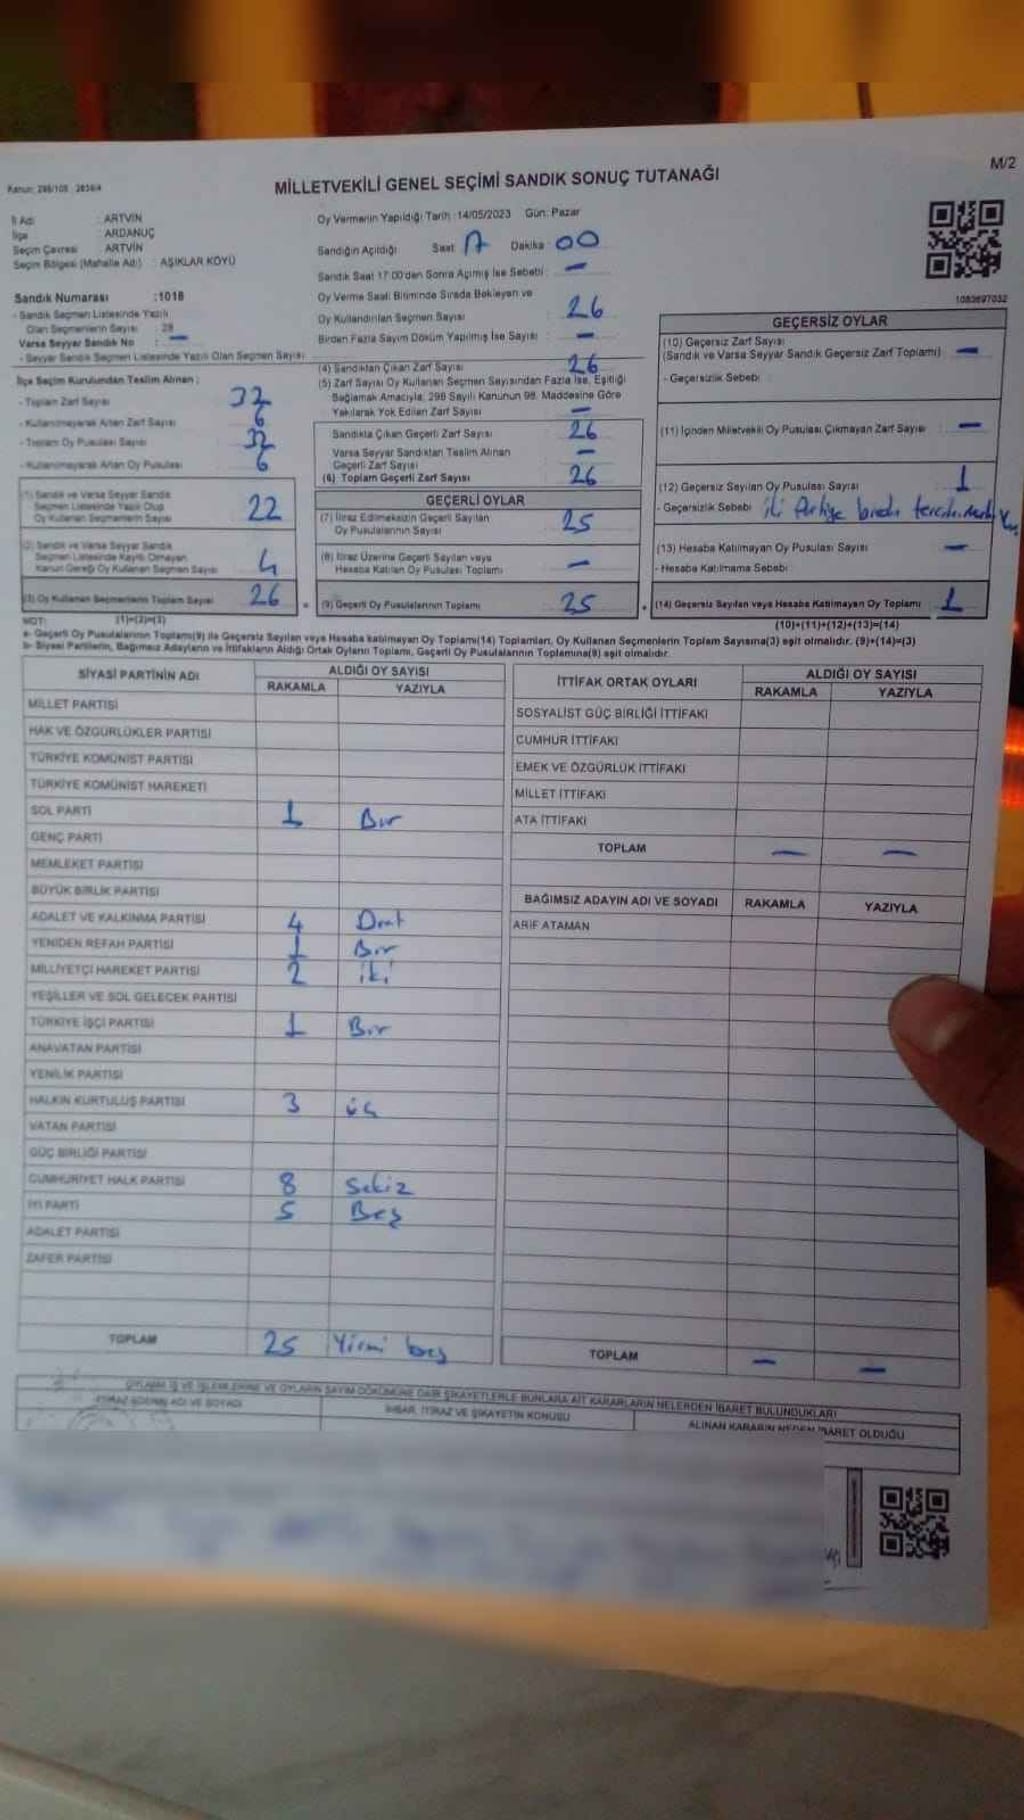 M/2
Kanun: 298/105
MİLLETVEKİLİ GENEL SEÇİMİ SANDIK SONUÇ TUTANAĞI
İl Adı : ARTVİN
İlçe : ARDANUÇ
Seçim Çevresi : ARTVİN
Seçim Bölgesi (Mahalle Adı) : AŞIKLAR KÖYÜ
Sandık Numarası :1018
- Sandık Seçmen Listesinde Yazılı
Olan Seçmenlerin Sayısı : 28
Varsa Seyyar Sandık No : —
- Seyyar Sandık Seçmen Listesinde Yazılı Olan Seçmen Sayısı
İlçe Seçim Kurulundan Teslim Alınan :
- Toplam Zarf Sayısı 32
- Kullanılmayarak Artan Zarf Sayısı 6
- Toplam Oy Pusulası Sayısı 32
- Kullanılmayarak Artan Oy Pusulası 6
(1) Sandık ve Varsa Seyyar Sandık
Seçmen Listesinde Yazılı Olup
Oy Kullanan Seçmenlerin Sayısı 22
(2) Sandık ve Varsa Seyyar Sandık
Seçmen Listesinde Kayıtlı Olmayan
Kanun Gereği Oy Kullanan Seçmen Sayısı 4
(3) Oy Kullanan Seçmenlerin Toplam Sayısı 26
(1)+(2)=(3)
Oy Vermenin Yapıldığı Tarih :14/05/2023 Gün: Pazar
Sandığın Açıldığı Saat 17 Dakika : 00
Sandık Saat 17:00'den Sonra Açılmış İse Sebebi : —
Oy Verme Saati Bitiminde Sırada Bekleyen ve
Oy Kullandırılan Seçmen Sayısı : 26
Birden Fazla Sayım Döküm Yapılmış İse Sayısı : —
(4) Sandıktan Çıkan Zarf Sayısı 26
(5) Zarf Sayısı Oy Kullanan Seçmen Sayısından Fazla İse, Eşitliği
Sağlamak Amacıyla, 298 Sayılı Kanunun 98. Maddesine Göre
Yakılarak Yok Edilen Zarf Sayısı —
Sandıkta Çıkan Geçerli Zarf Sayısı 26
Varsa Seyyar Sandıktan Teslim Alınan
Geçerli Zarf Sayısı —
(6) Toplam Geçerli Zarf Sayısı 26
GEÇERLİ OYLAR
(7) İtiraz Edilmeksizin Geçerli Sayılan
Oy Pusulalarının Sayısı 25
(8) İtiraz Üzerine Geçerli Sayılan veya
Hesaba Katılan Oy Pusulası Toplamı —
(9) Geçerli Oy Pusulalarının Toplamı 25
1083697032
GEÇERSİZ OYLAR
(10) Geçersiz Zarf Sayısı
(Sandık ve Varsa Seyyar Sandık Geçersiz Zarf Toplamı) —
- Geçersizlik Sebebi :
(11) İçinden Milletvekili Oy Pusulası Çıkmayan Zarf Sayısı : —
(12) Geçersiz Sayılan Oy Pusulası Sayısı : 1
- Geçersizlik Sebebi iki Partiye
(13) Hesaba Katılmayan Oy Pusulası Sayısı —
- Hesaba Katılmama Sebebi :
(14) Geçersiz Sayılan veya Hesaba Katılmayan Oy Toplamı 1
(10)+(11)+(12)+(13)=(14)
NOT:
a- Geçerli Oy Pusulalarının Toplamı(9) ile Geçersiz Sayılan veya Hesaba katılmayan Oy Toplamı(14) Toplamları, Oy Kullanan Seçmenlerin Toplam Sayısına(3) eşit olmalıdır. (9)+(14)=(3)
b- Siyasi Partilerin, Bağımsız Adayların ve İttifakların Aldığı Ortak Oyların Toplamı, Geçerli Oy Pusulalarının Toplamına(9) eşit olmalıdır.
SİYASİ PARTİNİN ADI ALDIĞI OY SAYISI
RAKAMLA YAZIYLA
MİLLET PARTİSİ
HAK VE ÖZGÜRLÜKLER PARTİSİ
TÜRKİYE KOMÜNİST PARTİSİ
TÜRKİYE KOMÜNİST HAREKETİ
SOL PARTİ 1 Bir
GENÇ PARTİ
MEMLEKET PARTİSİ
BÜYÜK BİRLİK PARTİSİ
ADALET VE KALKINMA PARTİSİ 4 Dört
YENİDEN REFAH PARTİSİ 1 Bir
MİLLİYETÇİ HAREKET PARTİSİ 2 iki
YEŞİLLER VE SOL GELECEK PARTİSİ
TÜRKİYE İŞÇİ PARTİSİ 1 Bir
ANAVATAN PARTİSİ
YENİLİK PARTİSİ
HALKIN KURTULUŞ PARTİSİ 3 üç
VATAN PARTİSİ
GÜÇ BİRLİĞİ PARTİSİ
CUMHURİYET HALK PARTİSİ 8 Sekiz
İYİ PARTİ 5 Beş
ADALET PARTİSİ
ZAFER PARTİSİ
TOPLAM 25 Yirmi beş
İTTİFAK ORTAK OYLARI ALDIĞI OY SAYISI
RAKAMLA YAZIYLA
SOSYALİST GÜÇ BİRLİĞİ İTTİFAKI
CUMHUR İTTİFAKI
EMEK VE ÖZGÜRLÜK İTTİFAKI
MİLLET İTTİFAKI
ATA İTTİFAKI
TOPLAM — —
BAĞIMSIZ ADAYIN ADI VE SOYADI RAKAMLA YAZIYLA
ARİF ATAMAN
TOPLAM — —
OYLAMA İŞ VE İŞLEMLERİNE VE OYLARIN SAYIM DÖKÜMÜNE DAİR ŞİKAYETLERLE BUNLARA AİT KARARLARIN NELERDEN İBARET BULUNDUKLARI
İTİRAZ EDENİN ADI VE SOYADI İHBAR, İTİRAZ VE ŞİKAYETİN KONUSU ALINAN KARARIN NEDEN İBARET OLDUĞU